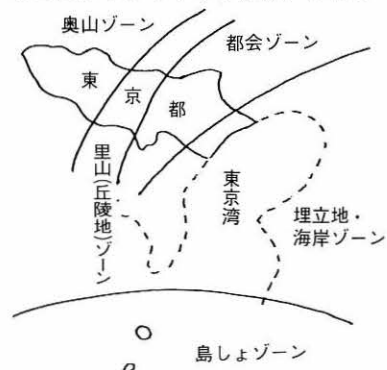 奥山ゾーン
都会ゾーン
東京都
里山(丘陵地)ゾーン
東京湾
埋立地・
海岸ゾーン
島しょゾーン